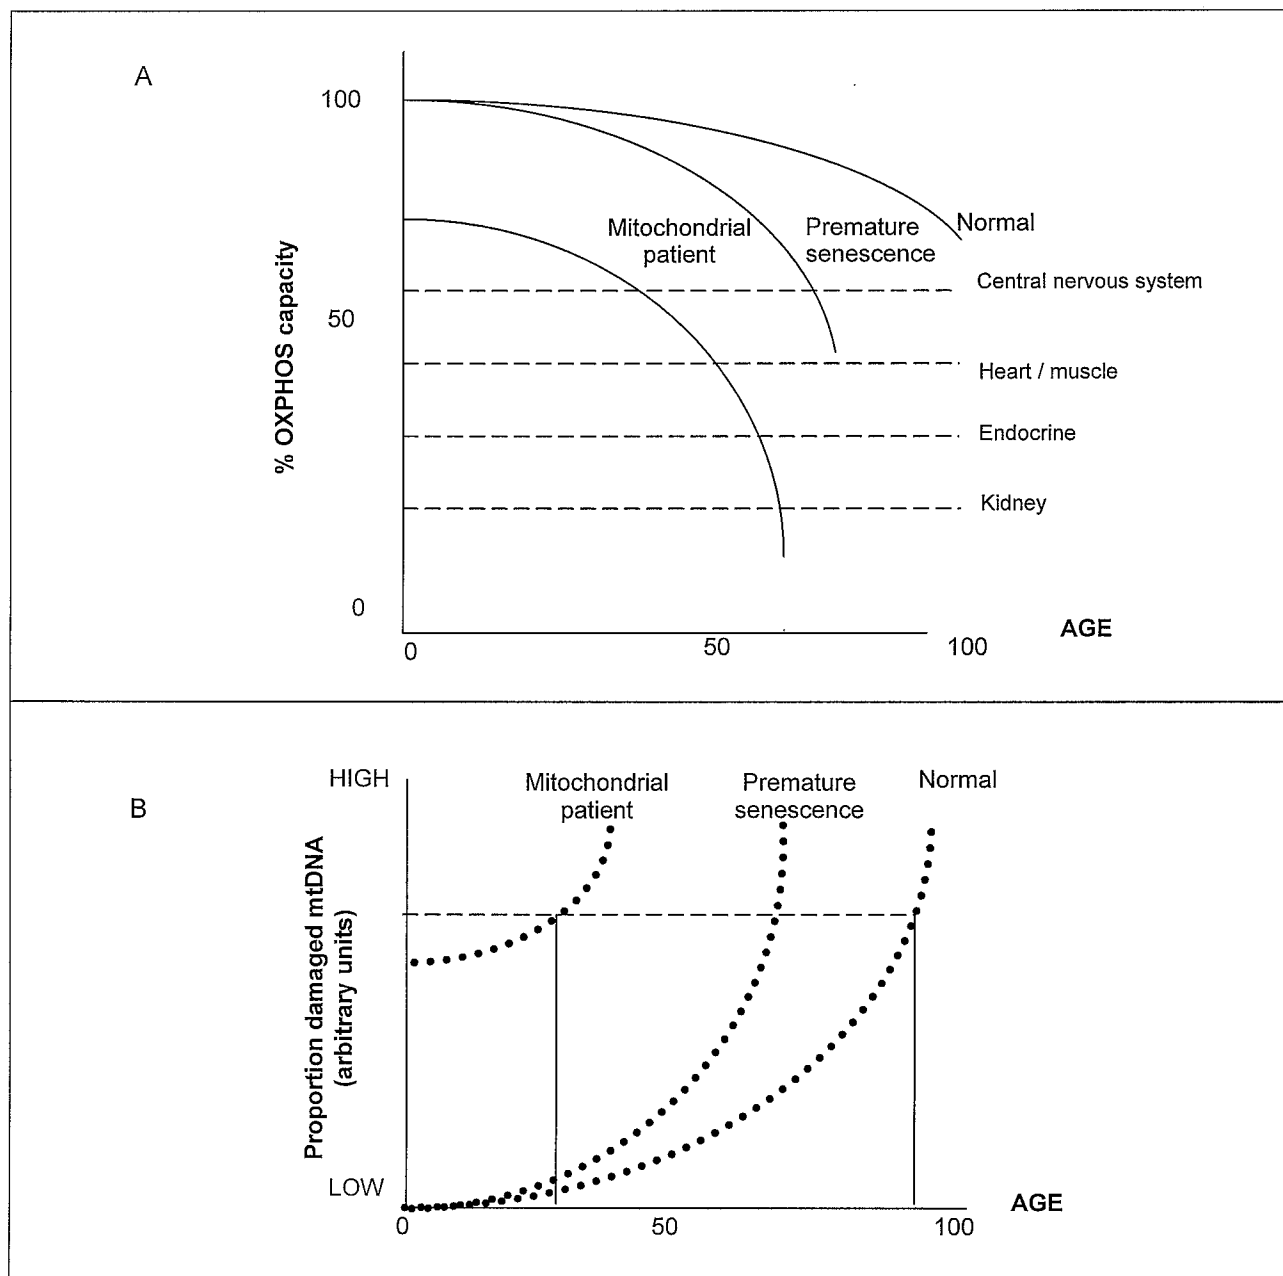 A
100
Mitochondrial
patient
Premature
senescence
Normal
Central nervous system
50
% OXPHOS capacity
Heart / muscle
Endocrine
Kidney
0
0
50
100
AGE
B
HIGH
Mitochondrial
patient
Premature
senescence
Normal
Proportion damaged mtDNA
(arbitrary units)
LOW
0
50
100
AGE